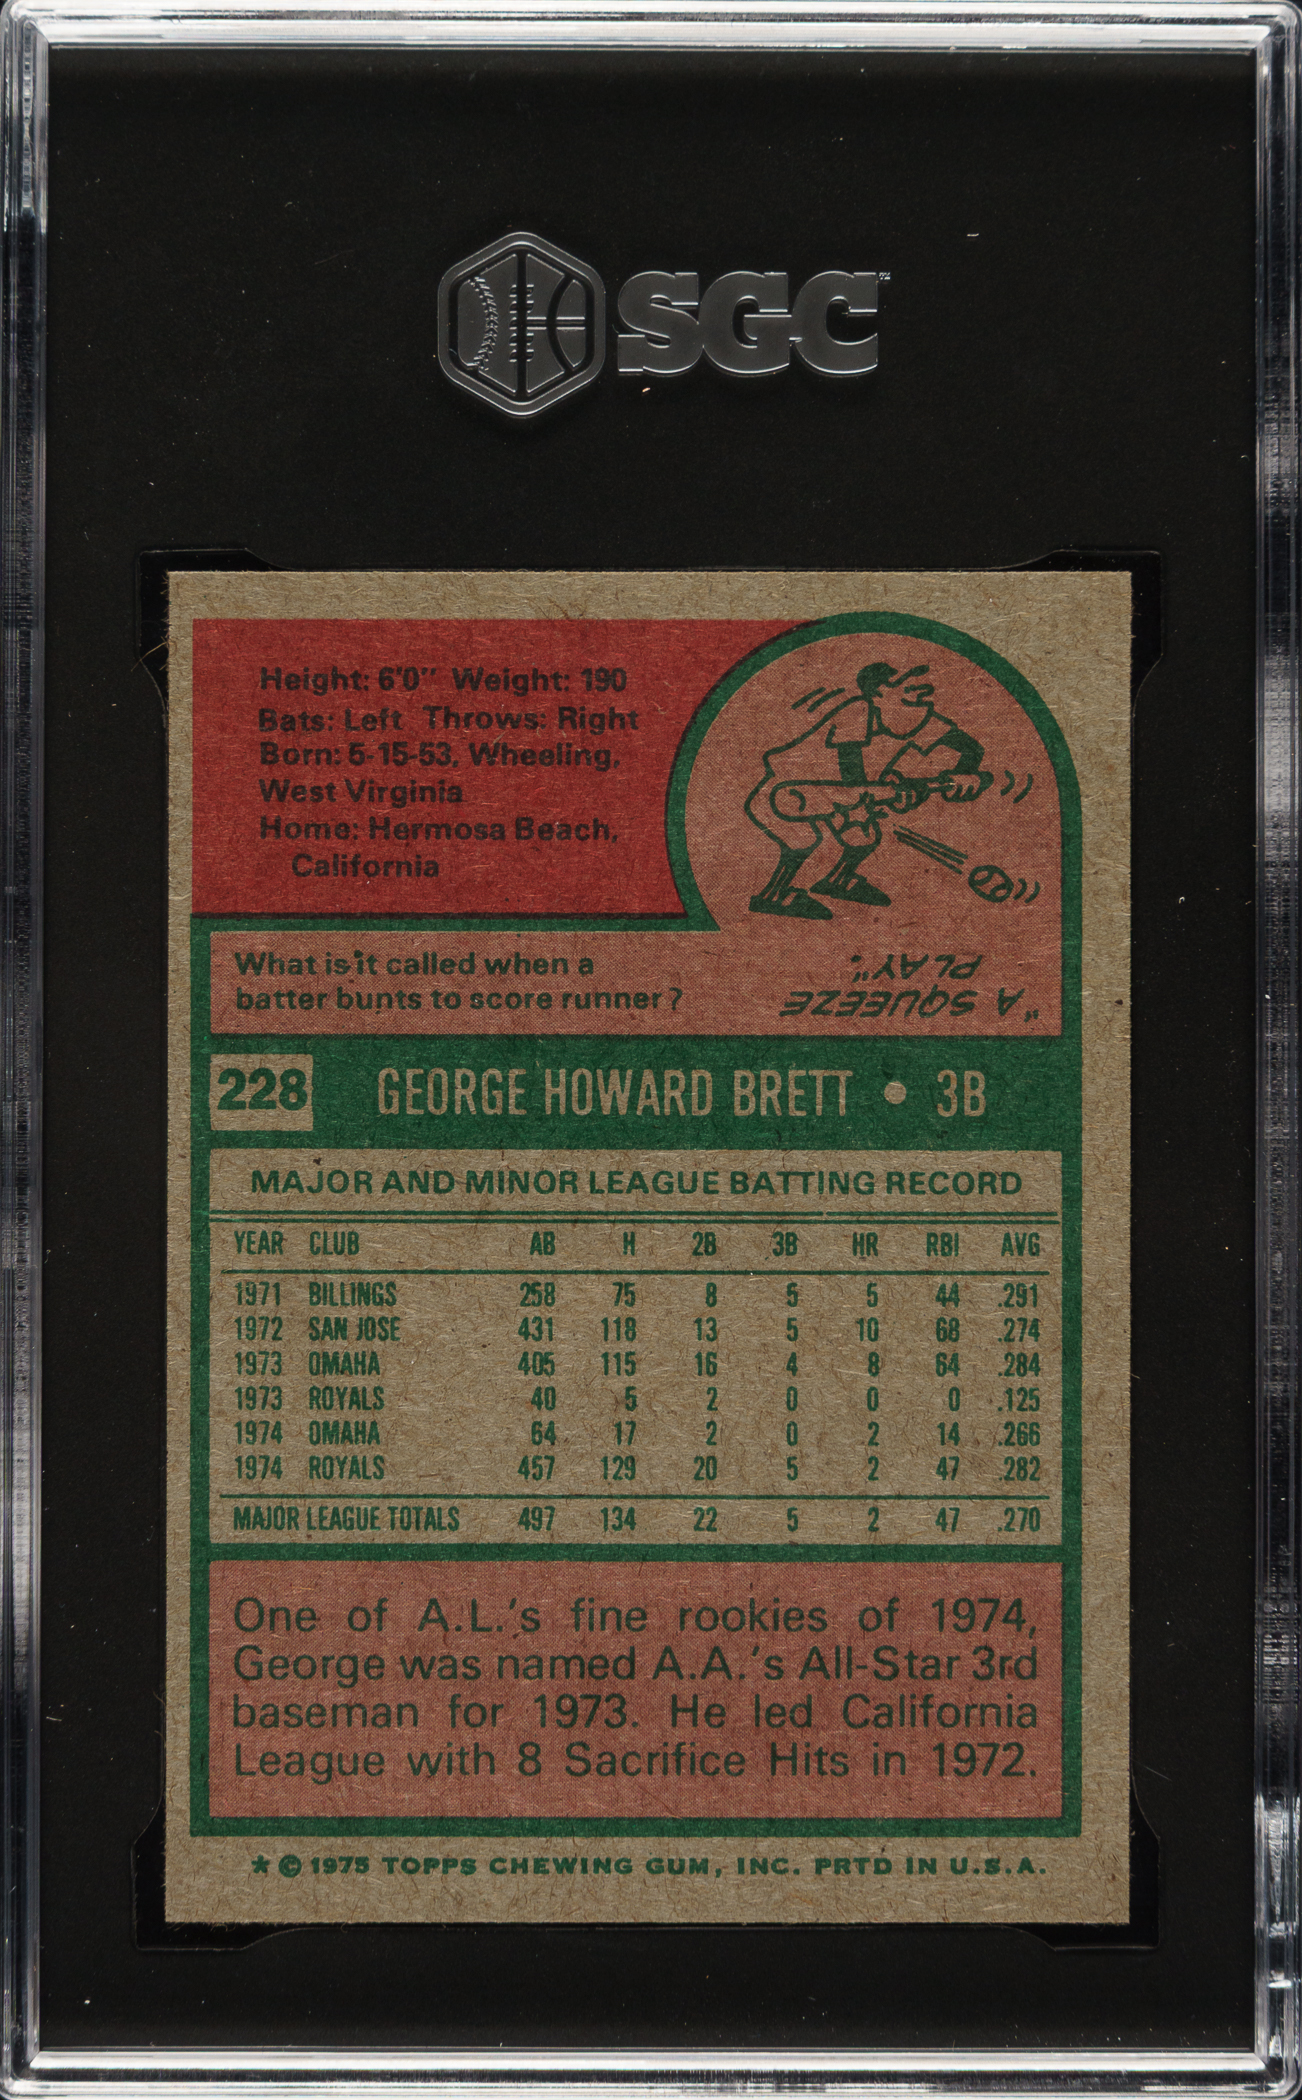 SGC
Height: 6'0" Weight: 190
Bats: Left Throws: Right
Born: 5-15-53, Wheeling,
West Virginia
Home: Hermosa Beach,
California
What is it called when a
batter bunts to score runner?
"A SQUEEZE
PLAY".
228 GEORGE HOWARD BRETT • 3B
MAJOR AND MINOR LEAGUE BATTING RECORD
YEAR CLUB AB H 2B 3B HR RBI AVG
1971 BILLINGS 258 75 8 5 5 44 .291
1972 SAN JOSE 431 118 13 5 10 68 .274
1973 OMAHA 405 115 16 4 8 64 .284
1973 ROYALS 40 5 2 0 0 0 .125
1974 OMAHA 64 17 2 0 2 14 .266
1974 ROYALS 457 129 20 5 2 47 .282
MAJOR LEAGUE TOTALS 497 134 22 5 2 47 .270
One of A.L.'s fine rookies of 1974,
George was named A.A.'s All-Star 3rd
baseman for 1973. He led California
League with 8 Sacrifice Hits in 1972.
★ © 1975 TOPPS CHEWING GUM, INC. PRTD IN U.S.A.